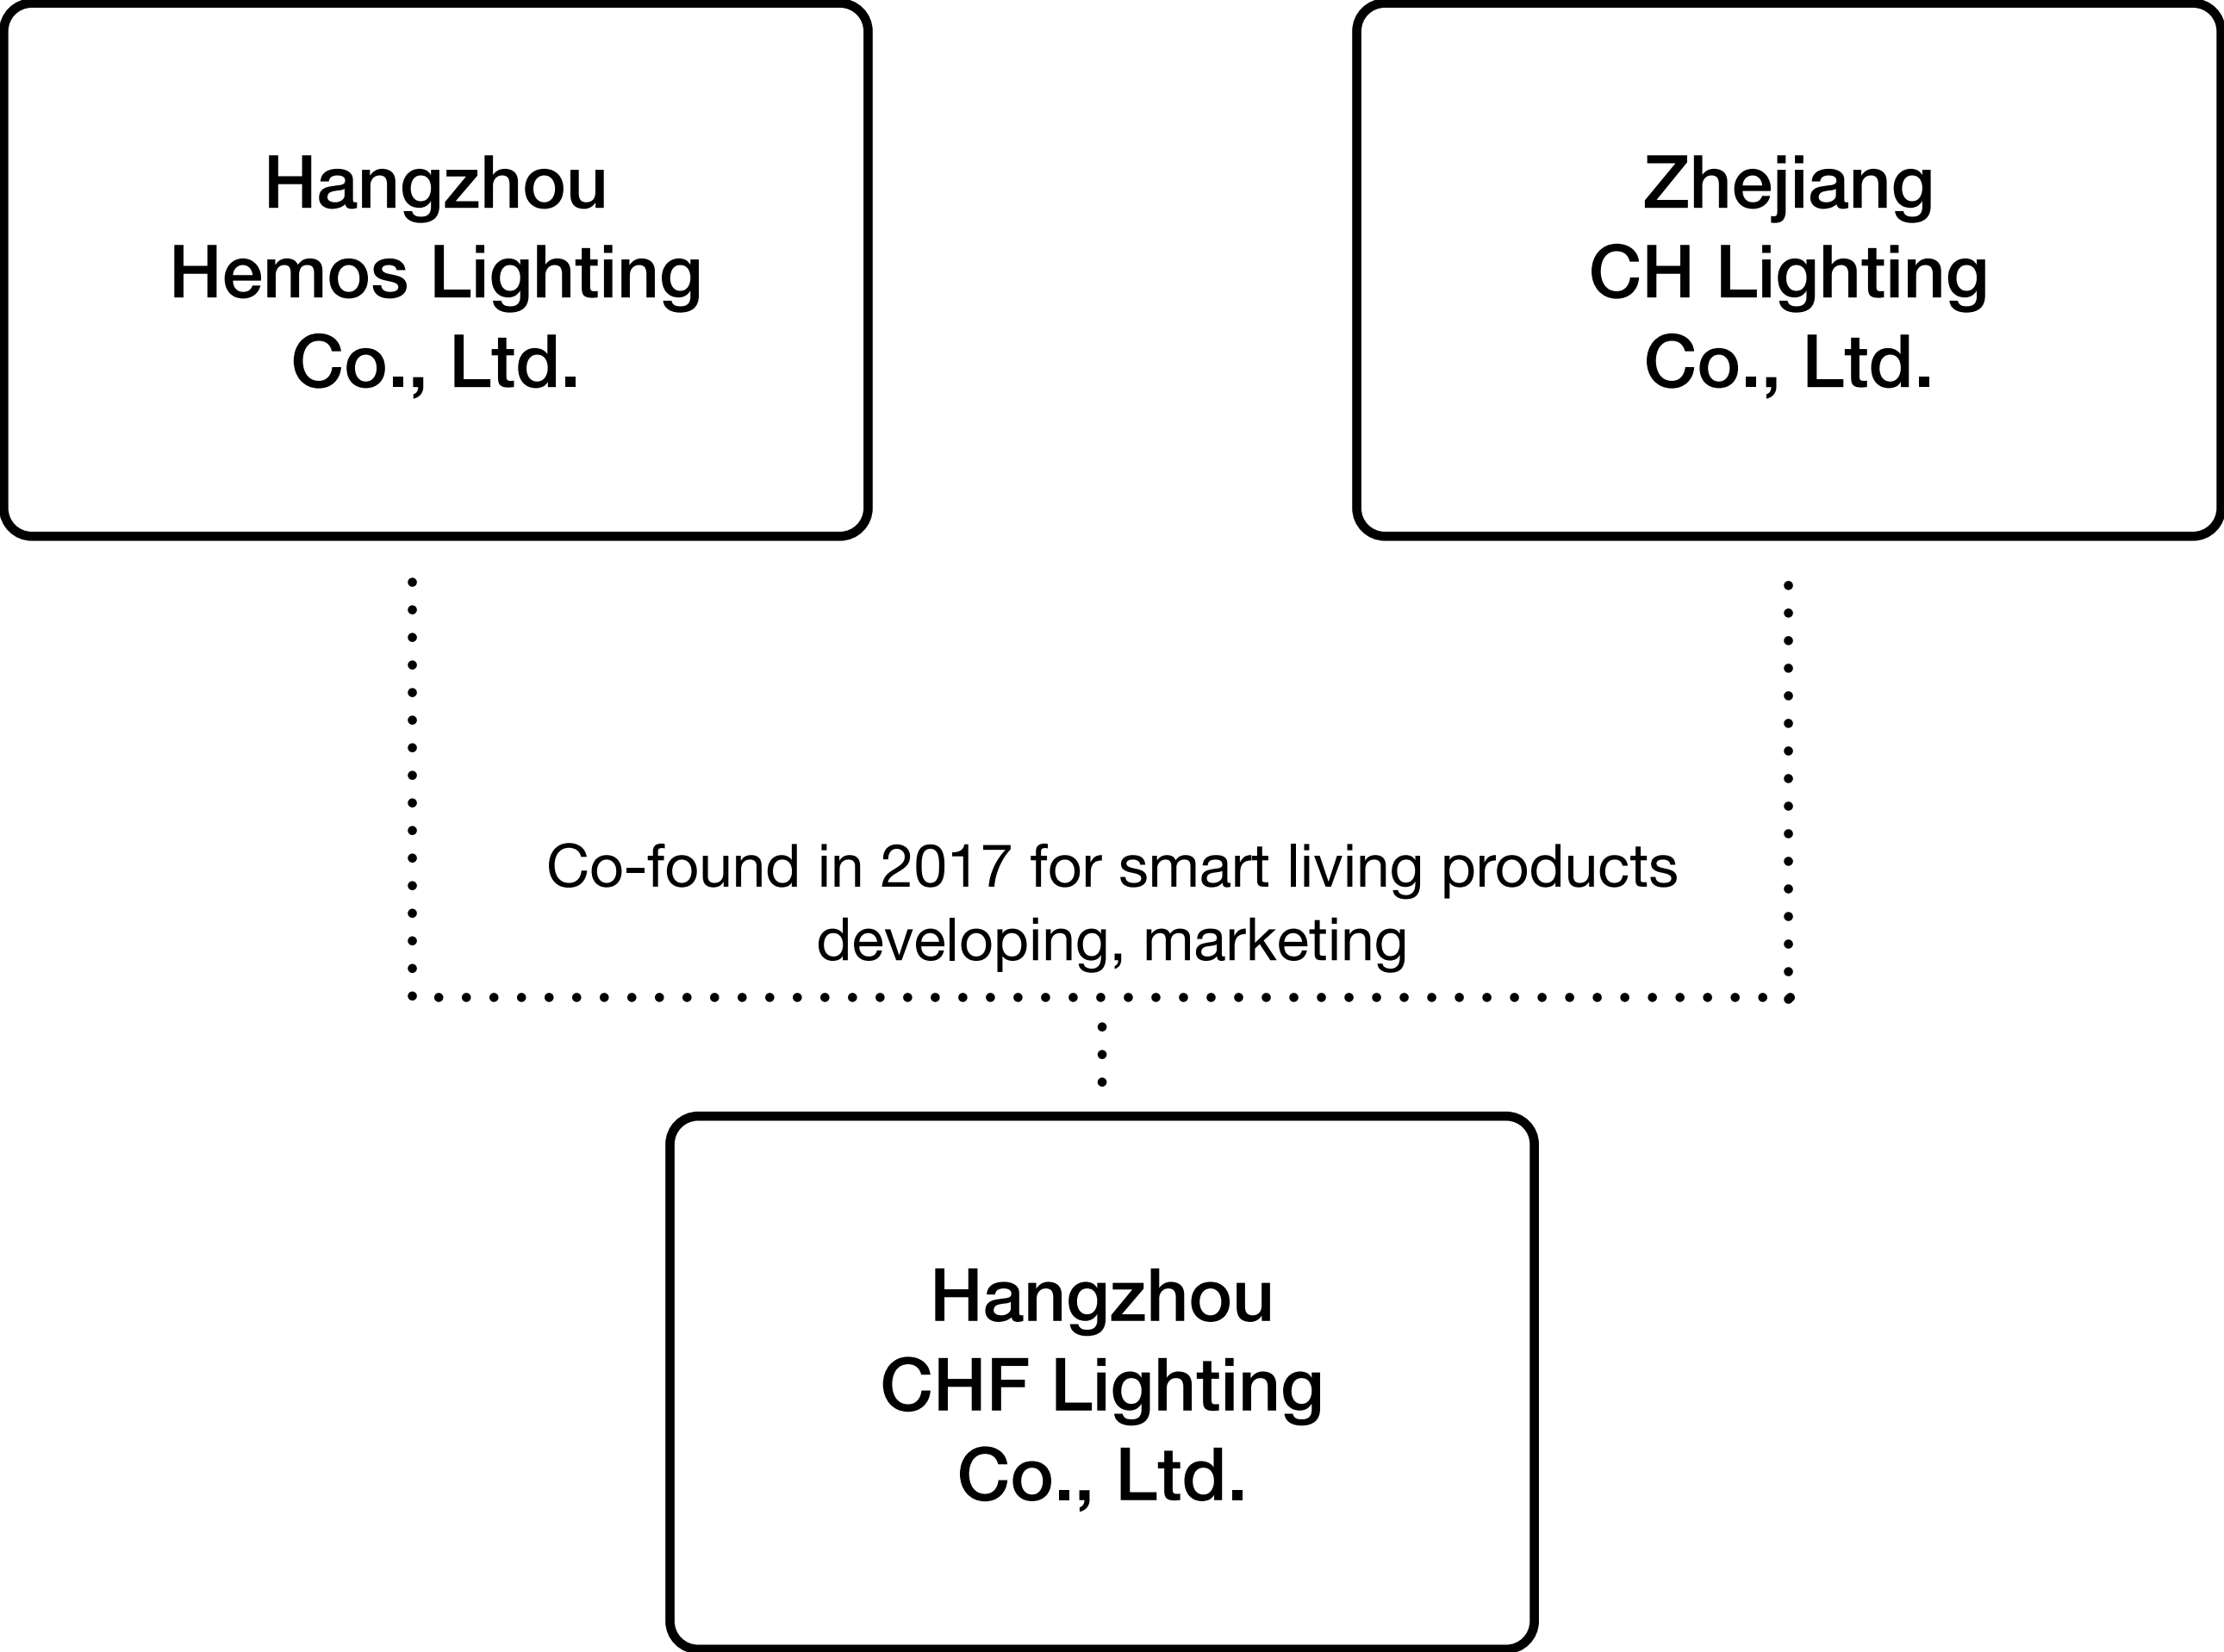 Hangzhou
Hemos Lighting
Co., Ltd.
Zhejiang
CH Lighting
Co., Ltd.
Co-found in 2017 for smart living products
developing, marketing
Hangzhou
CHF Lighting
Co., Ltd.